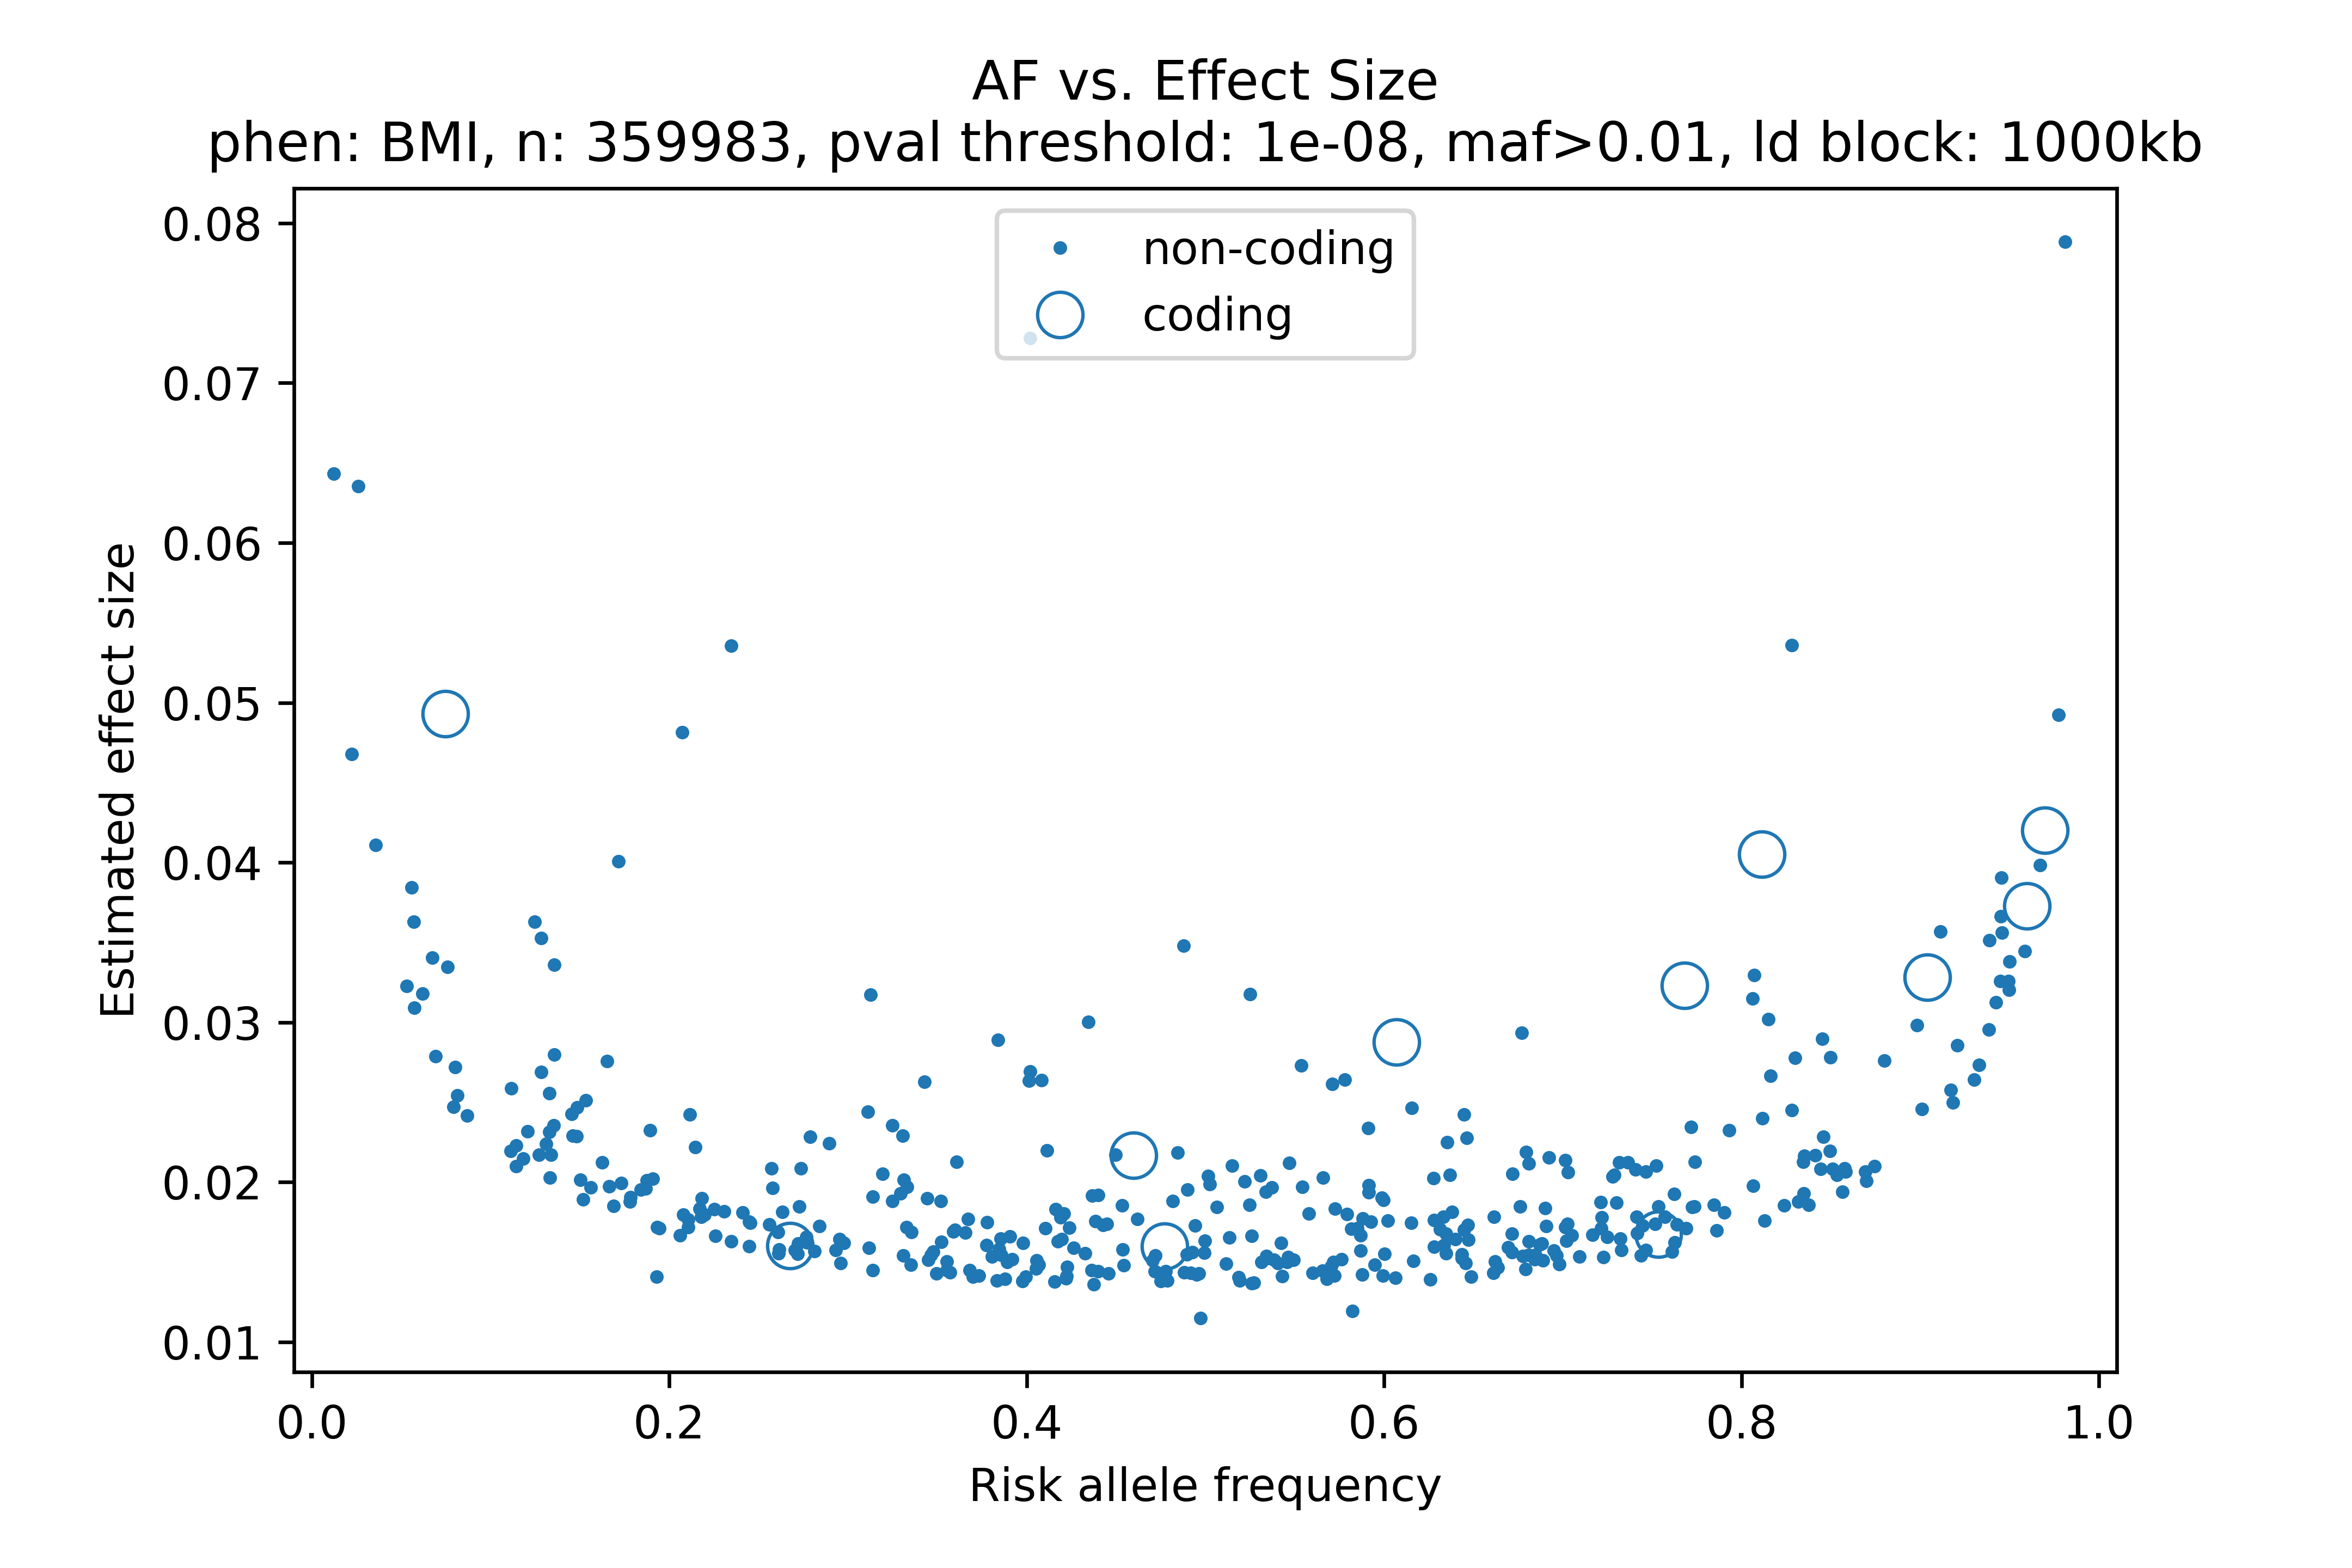 AF vs. Effect Size
phen: BMI, n: 359983, pval threshold: 1e-08, maf>0.01, ld block: 1000kb
non-coding
coding
0.08
0.07
0.06
0.05
0.04
0.03
0.02
0.01
Estimated effect size
0.0 0.2 0.4 0.6 0.8 1.0
Risk allele frequency